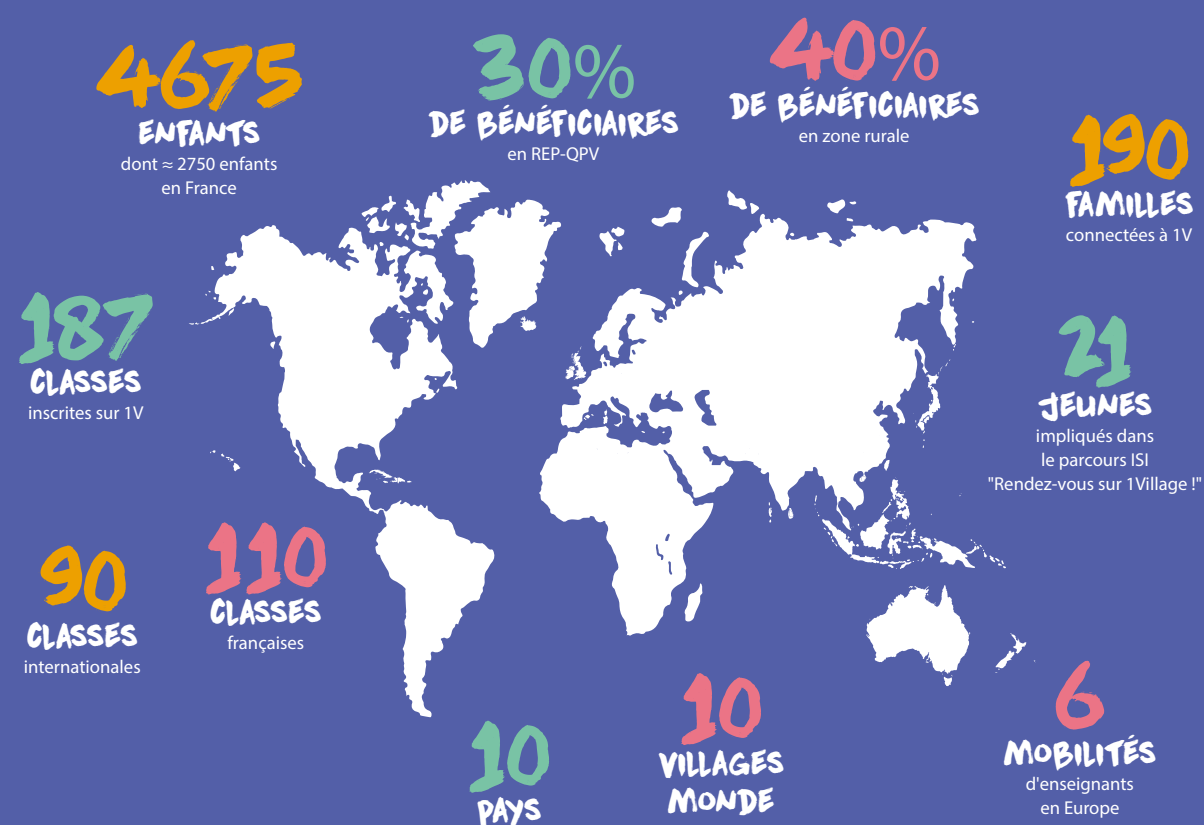 4675
ENFANTS
dont ≈ 2750 enfants
en France
30%
DE BÉNÉFICIAIRES
en REP-QPV
40%
DE BÉNÉFICIAIRES
en zone rurale
190
FAMILLES
connectées à 1V
187
CLASSES
inscrites sur 1V
21
JEUNES
impliqués dans
le parcours ISI
"Rendez-vous sur 1Village !"
90
CLASSES
internationales
110
CLASSES
françaises
10
PAYS
10
VILLAGES
MONDE
6
MOBILITÉS
d'enseignants
en Europe